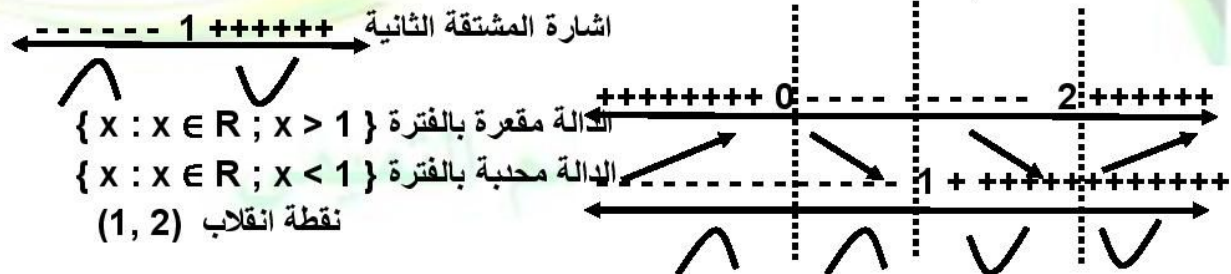 - - - - - - 1 ++++++ اشارة المشتقة الثانية
الدالة مقعرة بالفترة { x : x ∈ R ; x > 1 }
الدالة محدبة بالفترة { x : x ∈ R ; x < 1 }
(1, 2) نقطة انقلاب
++++++++ 0 - - - - - - - - - - - 2 ++++++
- - - - - - - - - - - - - - - - 1 + +++++++++++++